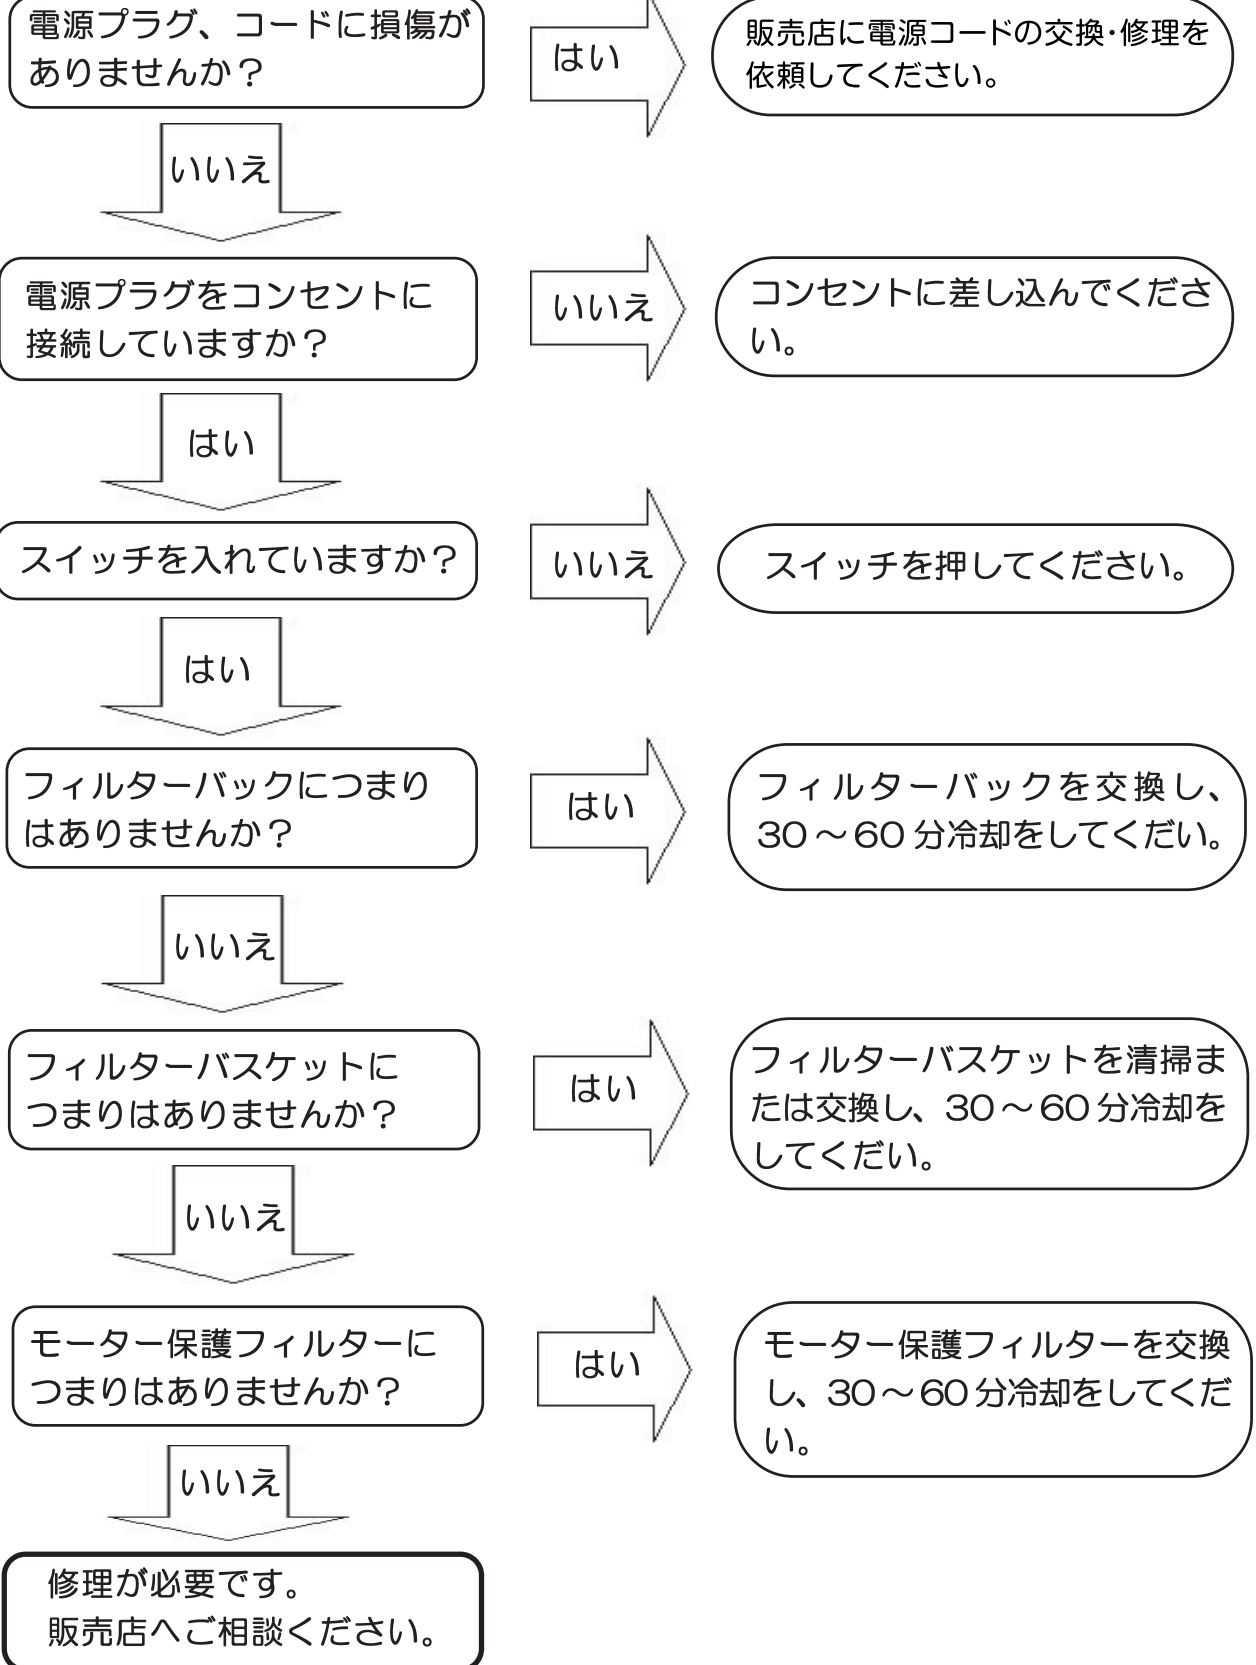 電源プラグ、コードに損傷が
ありませんか？
はい
販売店に電源コードの交換･修理を
依頼してください。
いいえ
電源プラグをコンセントに
接続していますか？
いいえ
コンセントに差し込んでくださ
い。
はい
スイッチを入れていますか？
いいえ
スイッチを押してください。
はい
フィルターバックにつまり
はありませんか？
はい
フィルターバックを交換し、
30～60分冷却をしてくだい。
いいえ
フィルターバスケットに
つまりはありませんか？
はい
フィルターバスケットを清掃ま
たは交換し、30～60分冷却を
してくだい。
いいえ
モーター保護フィルターに
つまりはありませんか？
はい
モーター保護フィルターを交換
し、30～60分冷却をしてくだ
い。
いいえ
修理が必要です。
販売店へご相談ください。